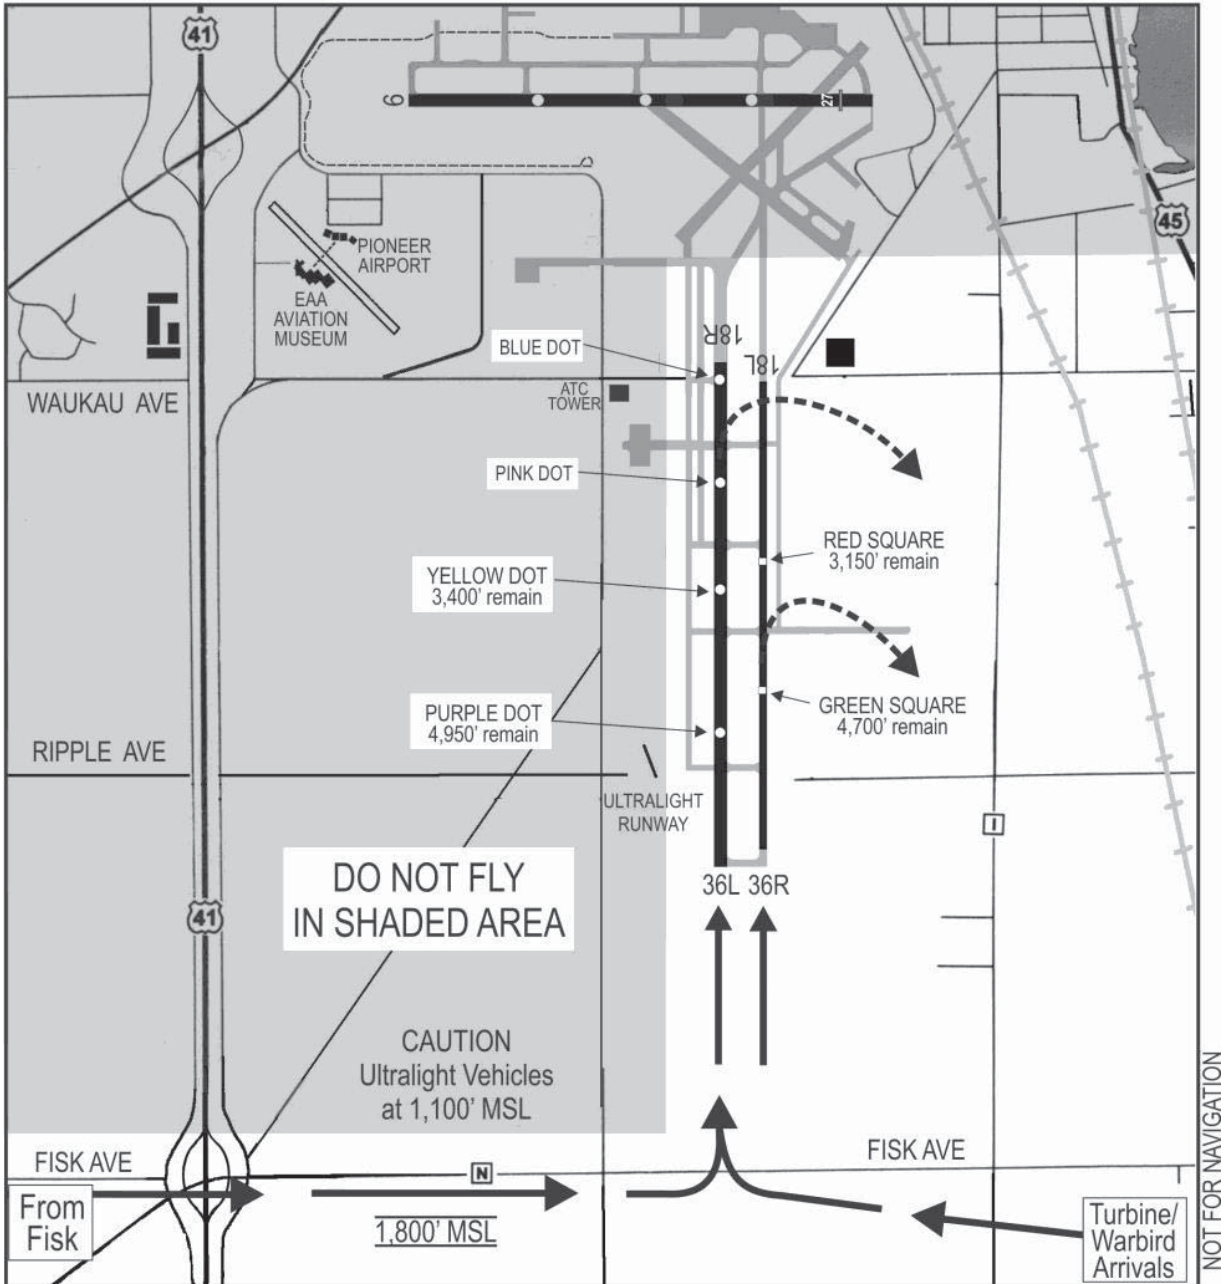 41
9
27
45
PIONEER
AIRPORT
EAA
AVIATION
MUSEUM
18R
18L
BLUE DOT
WAUKAU AVE
ATC
TOWER
PINK DOT
RED SQUARE
3,150' remain
YELLOW DOT
3,400' remain
GREEN SQUARE
4,700' remain
PURPLE DOT
4,950' remain
RIPPLE AVE
ULTRALIGHT
RUNWAY
I
DO NOT FLY
IN SHADED AREA
36L 36R
41
CAUTION
Ultralight Vehicles
at 1,100' MSL
FISK AVE
FISK AVE
N
From
Fisk
1,800' MSL
Turbine/
Warbird
Arrivals
NOT FOR NAVIGATION